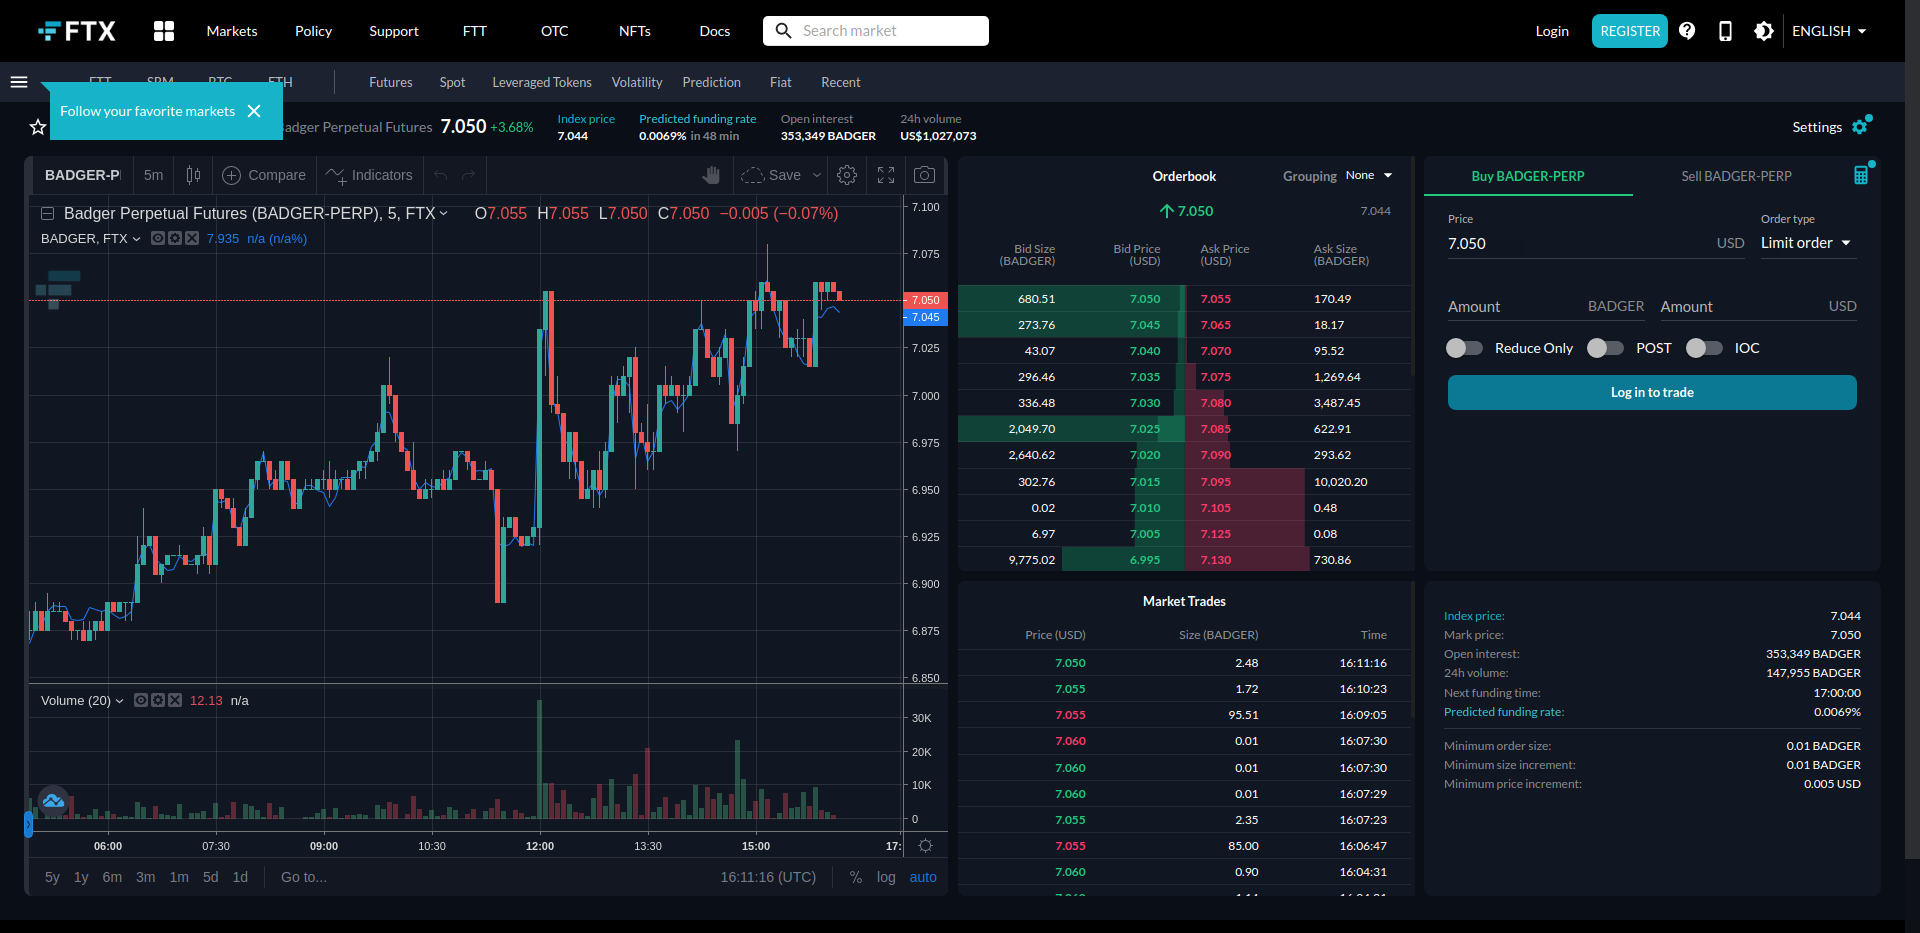 FTX Markets Policy Support FTT OTC NFTs Docs Search market Login REGISTER ENGLISH
FTT SRM BTC ETH Futures Spot Leveraged Tokens Volatility Prediction Fiat Recent
Follow your favorite markets
adger Perpetual Futures 7.050 +3.68%
Index price
7.044
Predicted funding rate
0.0069% in 48 min
Open interest
353,349 BADGER
24h volume
US$1,027,073
Settings
BADGER-P 5m Compare Indicators Save
Badger Perpetual Futures (BADGER-PERP), 5, FTX O7.055 H7.055 L7.050 C7.050 −0.005 (−0.07%)
BADGER, FTX 7.935 n/a (n/a%)
7.100
7.075
7.050
7.045
7.025
7.000
6.975
6.950
6.925
6.900
6.875
6.850
Volume (20) 12.13 n/a
30K
20K
10K
0
06:00 07:30 09:00 10:30 12:00 13:30 15:00 17:
5y 1y 6m 3m 1m 5d 1d Go to... 16:11:16 (UTC) % log auto
Orderbook Grouping None
7.050 7.044
Bid Size (BADGER) Bid Price (USD) Ask Price (USD) Ask Size (BADGER)
680.51 7.050 7.055 170.49
273.76 7.045 7.065 18.17
43.07 7.040 7.070 95.52
296.46 7.035 7.075 1,269.64
336.48 7.030 7.080 3,487.45
2,049.70 7.025 7.085 622.91
2,640.62 7.020 7.090 293.62
302.76 7.015 7.095 10,020.20
0.02 7.010 7.105 0.48
6.97 7.005 7.125 0.08
9,775.02 6.995 7.130 730.86
Market Trades
Price (USD) Size (BADGER) Time
7.050 2.48 16:11:16
7.055 1.72 16:10:23
7.055 95.51 16:09:05
7.060 0.01 16:07:30
7.060 0.01 16:07:30
7.060 0.01 16:07:29
7.055 2.35 16:07:23
7.055 85.00 16:06:47
7.060 0.90 16:04:31
Buy BADGER-PERP Sell BADGER-PERP
Price Order type
7.050 USD Limit order
Amount BADGER Amount USD
Reduce Only POST IOC
Log in to trade
Index price: 7.044
Mark price: 7.050
Open interest: 353,349 BADGER
24h volume: 147,955 BADGER
Next funding time: 17:00:00
Predicted funding rate: 0.0069%
Minimum order size: 0.01 BADGER
Minimum size increment: 0.01 BADGER
Minimum price increment: 0.005 USD